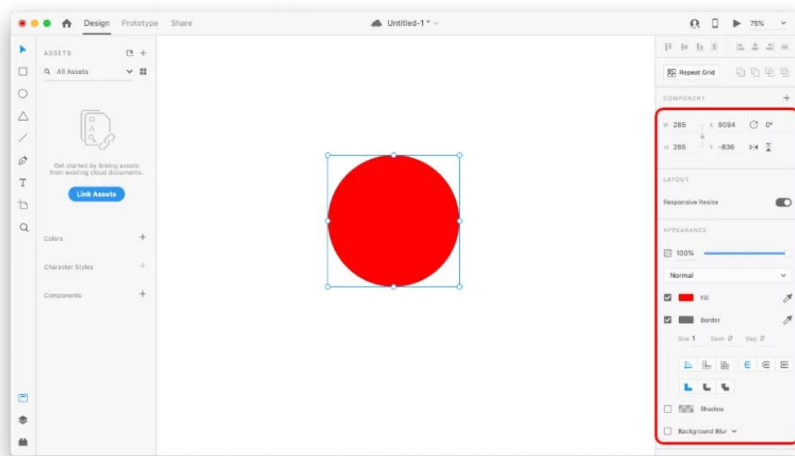 Design Prototype Share Untitled-1 * 75%
ASSETS
All Assets
Get started by linking assets
from existing cloud documents.
Link Assets
Colors
Character Styles
Components
T
Repeat Grid
COMPONENT
W 285 X 9094 0°
H 285 Y -836
LAYOUT
Responsive Resize
APPEARANCE
100%
Normal
Fill
Border
Size 1 Dash 0 Gap 0
Shadow
Background Blur